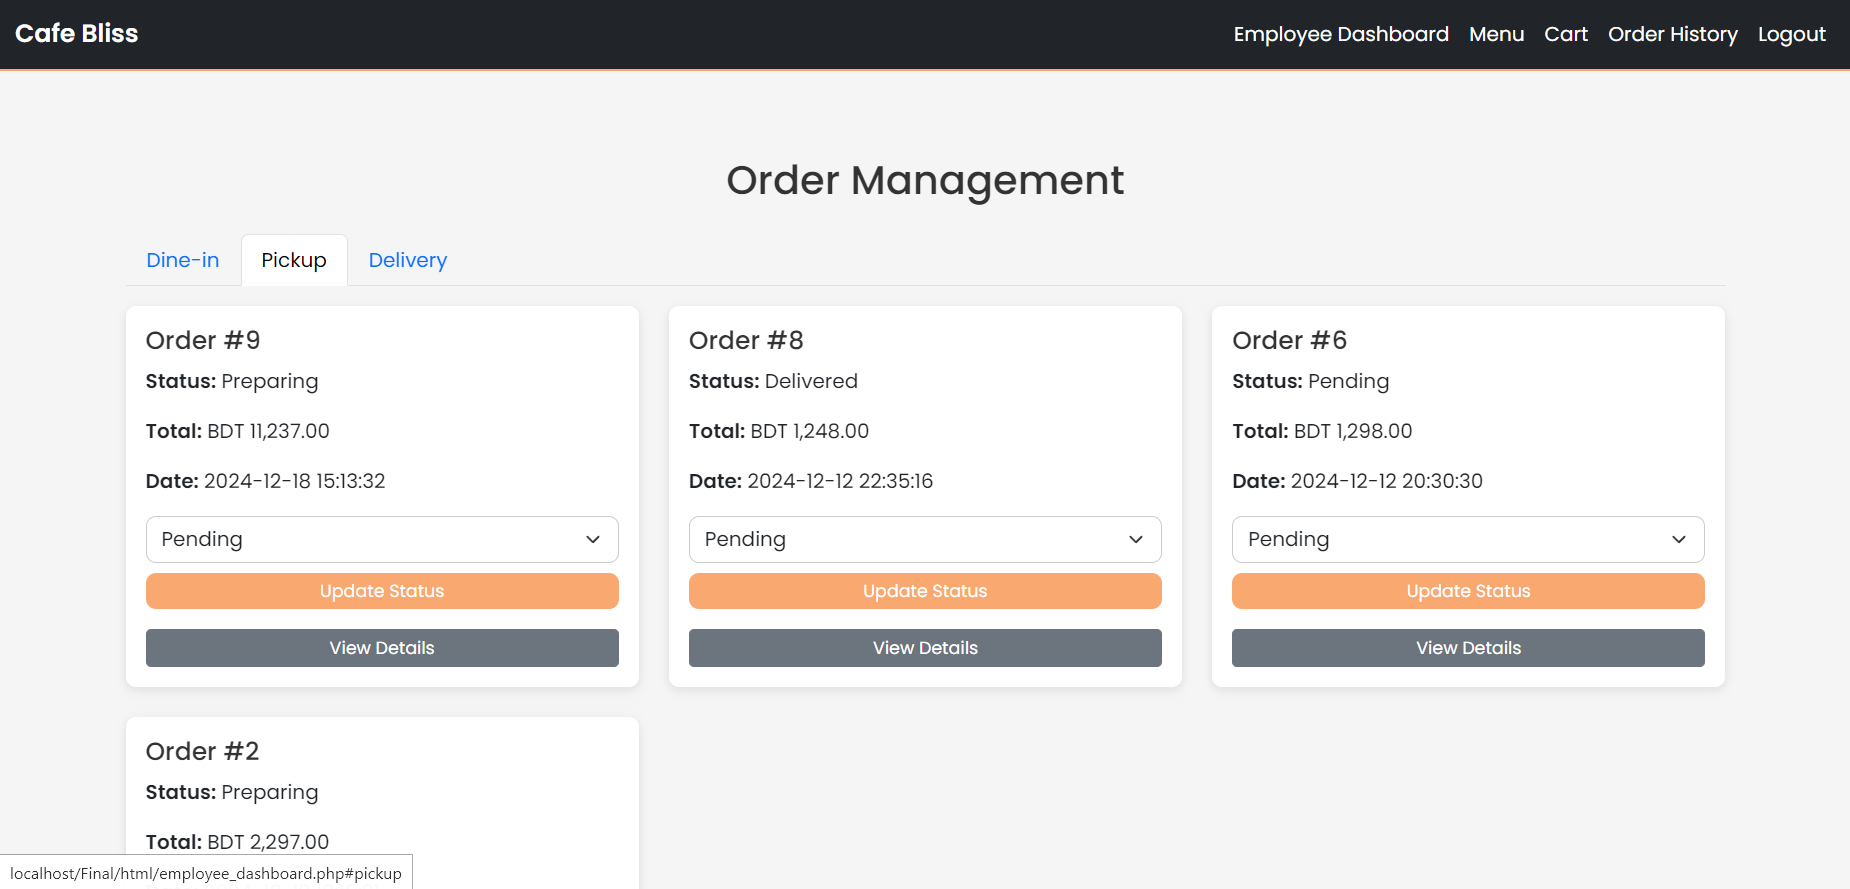 Cafe Bliss
Employee Dashboard Menu Cart Order History Logout
Order Management
Dine-in Pickup Delivery
Order #9
Status: Preparing
Total: BDT 11,237.00
Date: 2024-12-18 15:13:32
Pending
Update Status
View Details
Order #8
Status: Delivered
Total: BDT 1,248.00
Date: 2024-12-12 22:35:16
Pending
Update Status
View Details
Order #6
Status: Pending
Total: BDT 1,298.00
Date: 2024-12-12 20:30:30
Pending
Update Status
View Details
Order #2
Status: Preparing
Total: BDT 2,297.00
localhost/Final/html/employee_dashboard.php#pickup